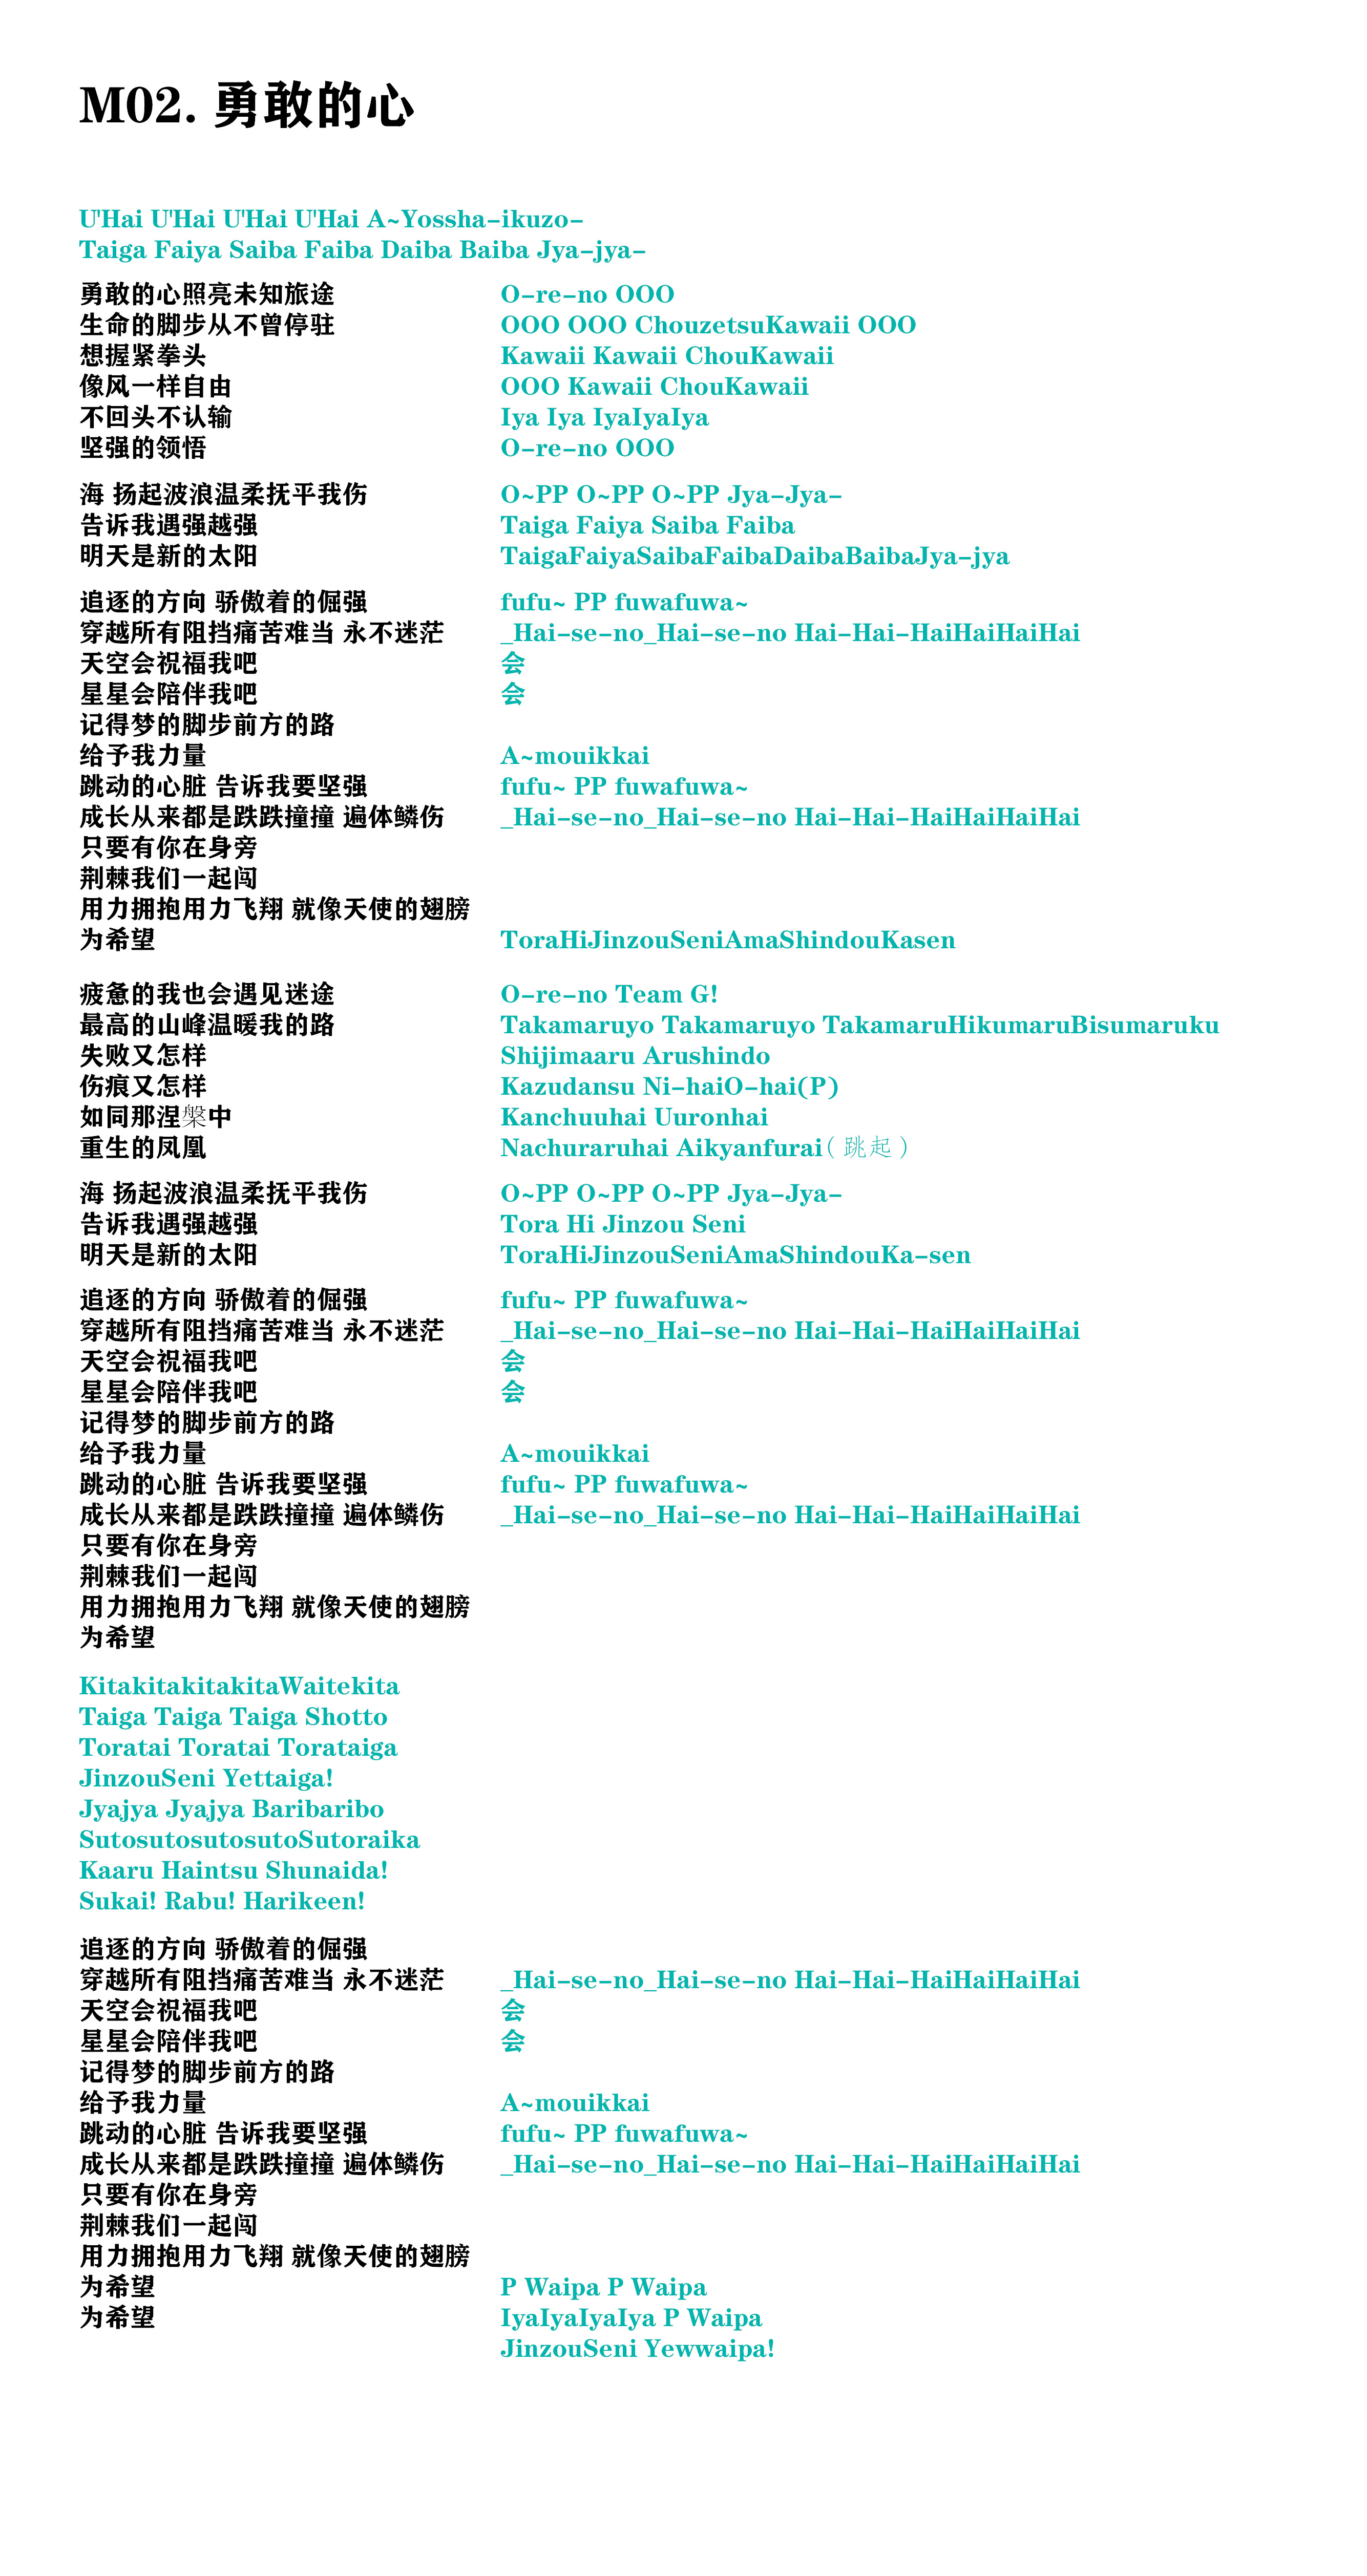 M02. 勇敢的心
U'Hai U'Hai U'Hai U'Hai A~Yossha-ikuzo-
Taiga Faiya Saiba Faiba Daiba Baiba Jya-jya-
勇敢的心照亮未知旅途 O-re-no OOO
生命的脚步从不曾停驻 OOO OOO ChouzetsuKawaii OOO
想握紧拳头 Kawaii Kawaii ChouKawaii
像风一样自由 OOO Kawaii ChouKawaii
不回头不认输 Iya Iya IyaIyaIya
坚强的领悟 O-re-no OOO
海 扬起波浪温柔抚平我伤 O~PP O~PP O~PP Jya-Jya-
告诉我遇强越强 Taiga Faiya Saiba Faiba
明天是新的太阳 TaigaFaiyaSaibaFaibaDaibaBaibaJya-jya
追逐的方向 骄傲着的倔强 fufu~ PP fuwafuwa~
穿越所有阻挡痛苦难当 永不迷茫 _Hai-se-no_Hai-se-no Hai-Hai-HaiHaiHaiHai
天空会祝福我吧 会
星星会陪伴我吧 会
记得梦的脚步前方的路
给予我力量 A~mouikkai
跳动的心脏 告诉我要坚强 fufu~ PP fuwafuwa~
成长从来都是跌跌撞撞 遍体鳞伤 _Hai-se-no_Hai-se-no Hai-Hai-HaiHaiHaiHai
只要有你在身旁
荆棘我们一起闯
用力拥抱用力飞翔 就像天使的翅膀
为希望 ToraHiJinzouSeniAmaShindouKasen
疲惫的我也会遇见迷途 O-re-no Team G!
最高的山峰温暖我的路 Takamaruyo Takamaruyo TakamaruHikumaruBisumaruku
失败又怎样 Shijimaaru Arushindo
伤痕又怎样 Kazudansu Ni-haiO-hai(P)
如同那涅槃中 Kanchuuhai Uuronhai
重生的凤凰 Nachuraruhai Aikyanfurai（跳起）
海 扬起波浪温柔抚平我伤 O~PP O~PP O~PP Jya-Jya-
告诉我遇强越强 Tora Hi Jinzou Seni
明天是新的太阳 ToraHiJinzouSeniAmaShindouKa-sen
追逐的方向 骄傲着的倔强 fufu~ PP fuwafuwa~
穿越所有阻挡痛苦难当 永不迷茫 _Hai-se-no_Hai-se-no Hai-Hai-HaiHaiHaiHai
天空会祝福我吧 会
星星会陪伴我吧 会
记得梦的脚步前方的路
给予我力量 A~mouikkai
跳动的心脏 告诉我要坚强 fufu~ PP fuwafuwa~
成长从来都是跌跌撞撞 遍体鳞伤 _Hai-se-no_Hai-se-no Hai-Hai-HaiHaiHaiHai
只要有你在身旁
荆棘我们一起闯
用力拥抱用力飞翔 就像天使的翅膀
为希望
KitakitakitakitaWaitekita
Taiga Taiga Taiga Shotto
Toratai Toratai Torataiga
JinzouSeni Yettaiga!
Jyajya Jyajya Baribaribo
SutosutosutosutoSutoraika
Kaaru Haintsu Shunaida!
Sukai! Rabu! Harikeen!
追逐的方向 骄傲着的倔强
穿越所有阻挡痛苦难当 永不迷茫 _Hai-se-no_Hai-se-no Hai-Hai-HaiHaiHaiHai
天空会祝福我吧 会
星星会陪伴我吧 会
记得梦的脚步前方的路
给予我力量 A~mouikkai
跳动的心脏 告诉我要坚强 fufu~ PP fuwafuwa~
成长从来都是跌跌撞撞 遍体鳞伤 _Hai-se-no_Hai-se-no Hai-Hai-HaiHaiHaiHai
只要有你在身旁
荆棘我们一起闯
用力拥抱用力飞翔 就像天使的翅膀
为希望 P Waipa P Waipa
为希望 IyaIyaIyaIya P Waipa
JinzouSeni Yewwaipa!